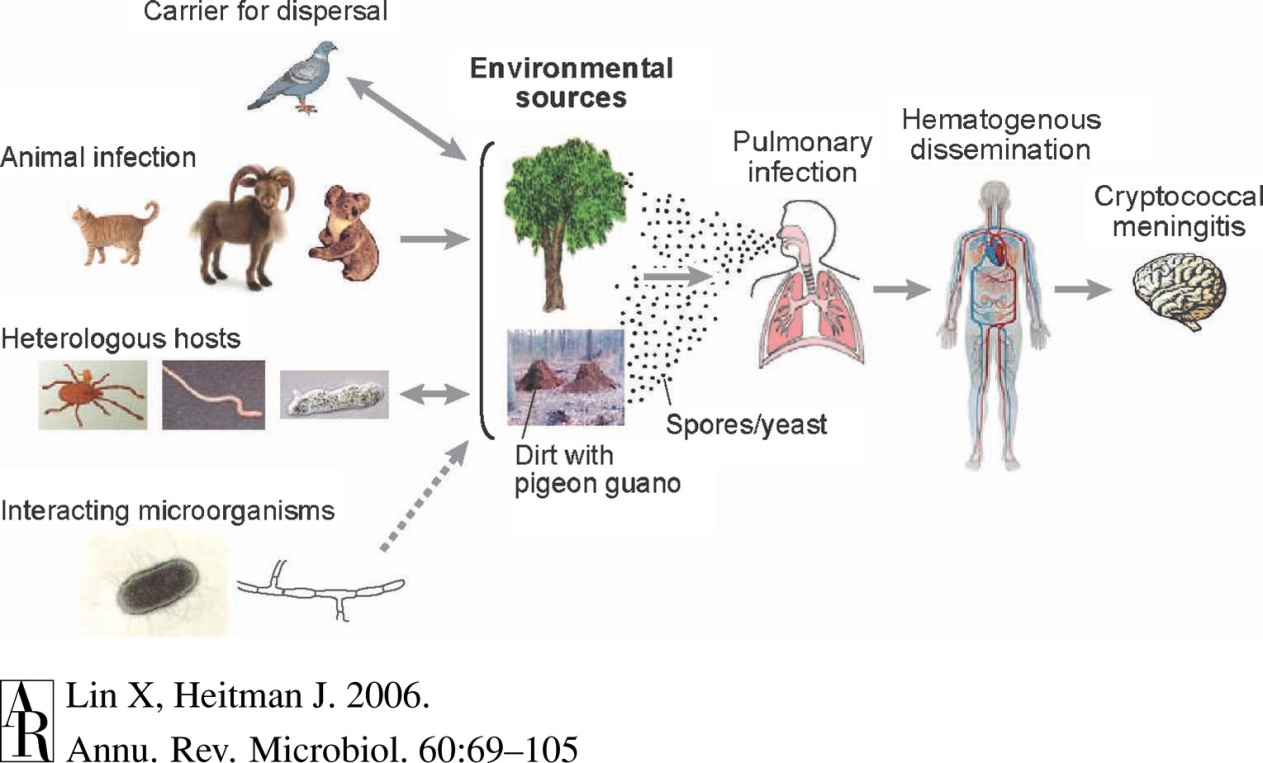 Carrier for dispersal
Environmental
sources
Animal infection
Pulmonary
infection
Hematogenous
dissemination
Cryptococcal
meningitis
Heterologous hosts
Spores/yeast
Dirt with
pigeon guano
Interacting microorganisms
AR
Lin X, Heitman J. 2006.
Annu. Rev. Microbiol. 60:69–105